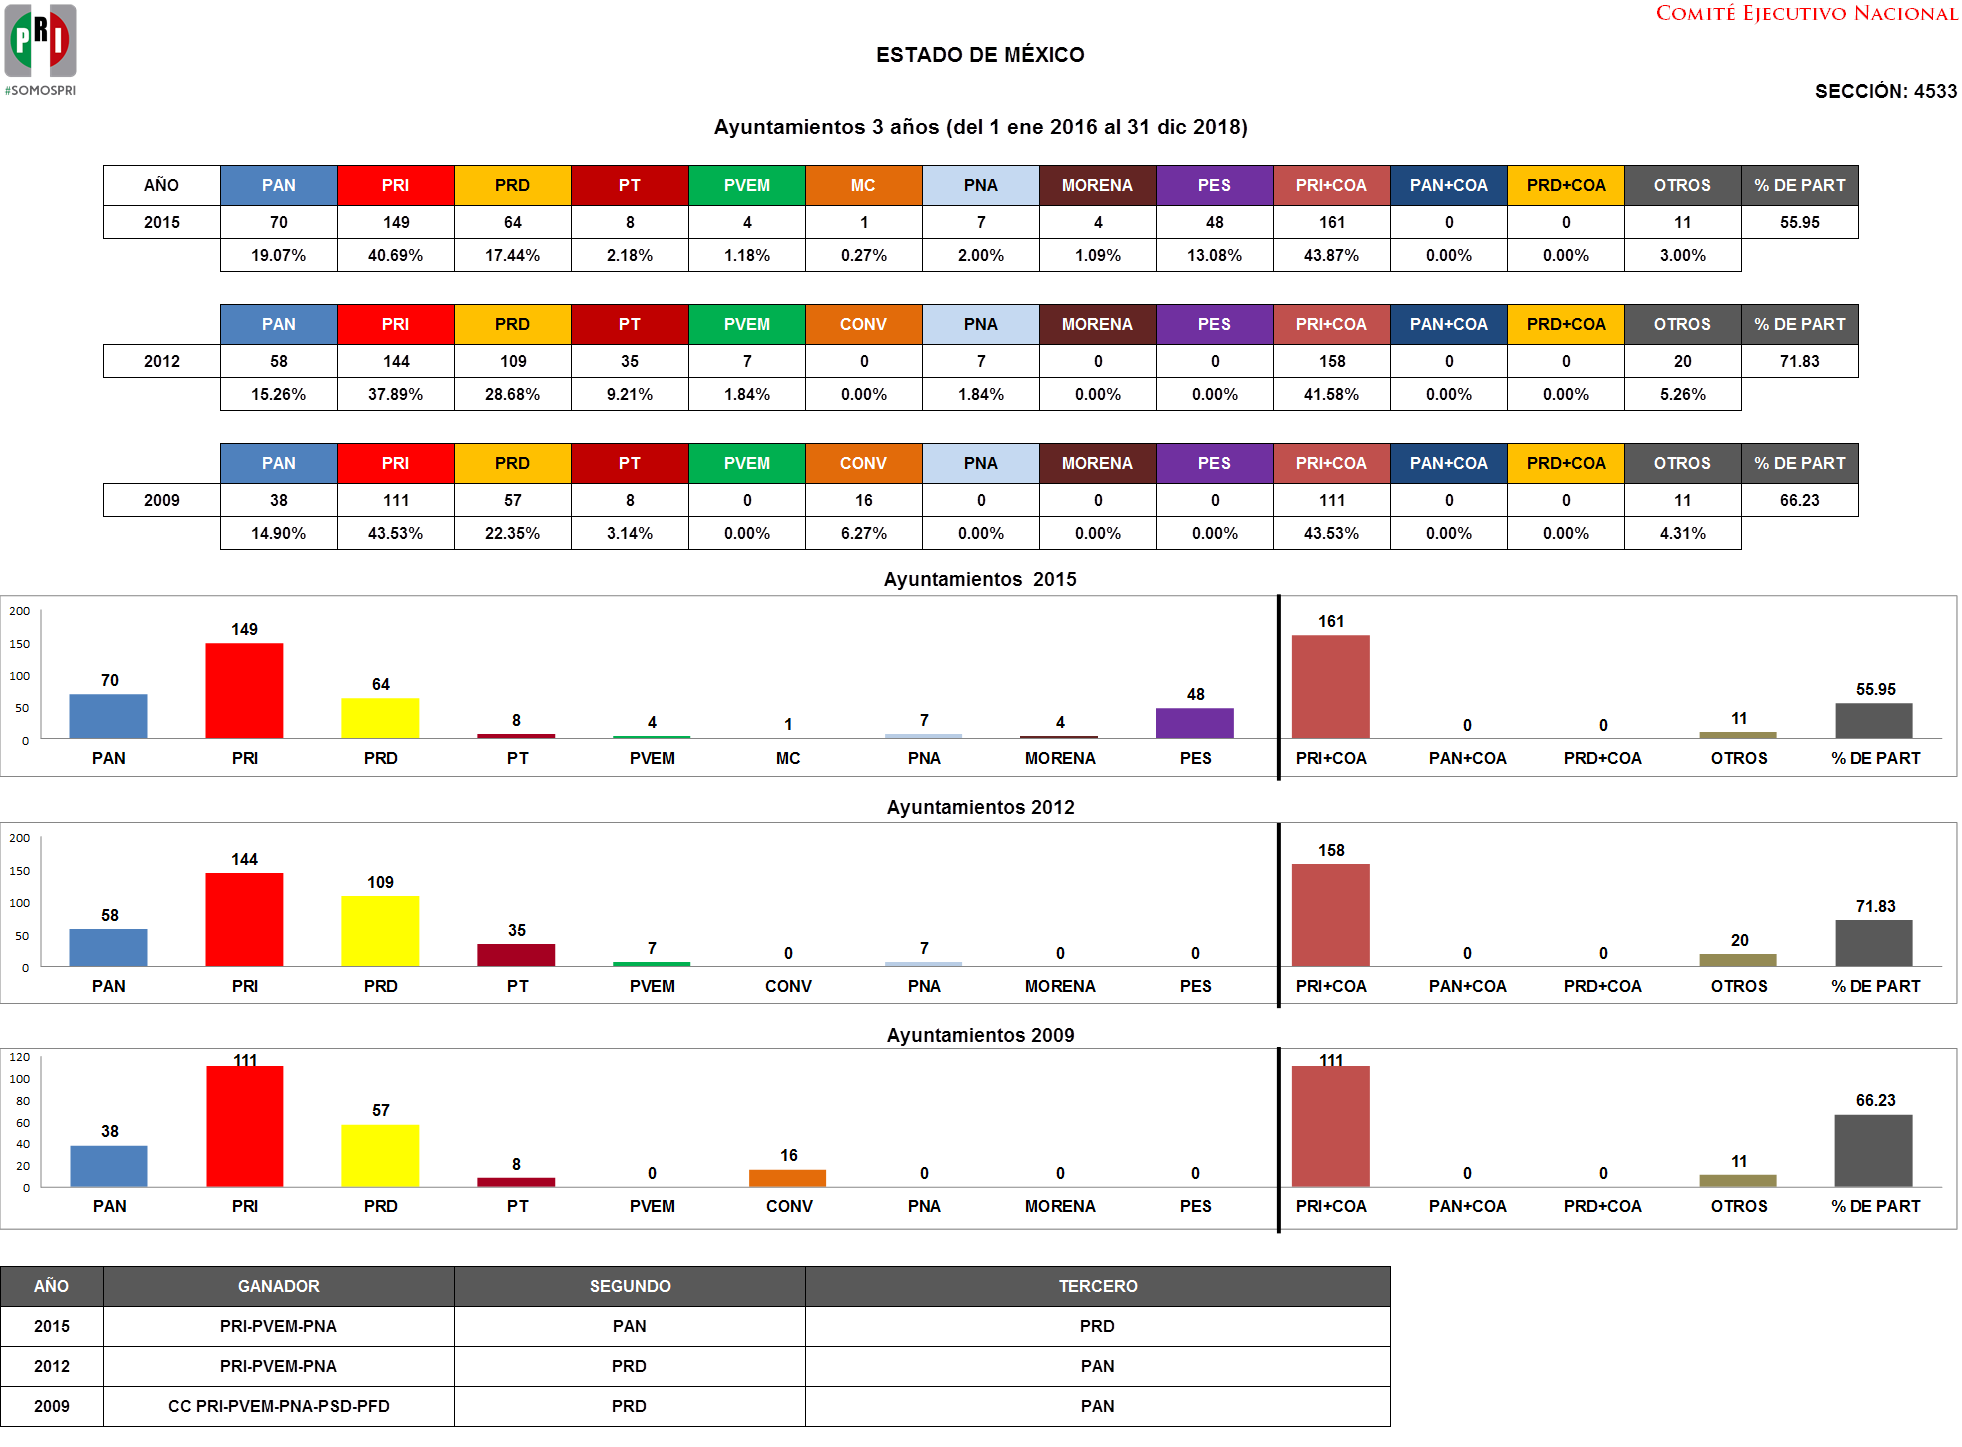 PRI
#SOMOSPRI
COMITÉ EJECUTIVO NACIONAL
ESTADO DE MÉXICO
SECCIÓN: 4533
Ayuntamientos 3 años (del 1 ene 2016 al 31 dic 2018)
AÑO PAN PRI PRD PT PVEM MC PNA MORENA PES PRI+COA PAN+COA PRD+COA OTROS % DE PART
2015 70 149 64 8 4 1 7 4 48 161 0 0 11 55.95
19.07% 40.69% 17.44% 2.18% 1.18% 0.27% 2.00% 1.09% 13.08% 43.87% 0.00% 0.00% 3.00%
PAN PRI PRD PT PVEM CONV PNA MORENA PES PRI+COA PAN+COA PRD+COA OTROS % DE PART
2012 58 144 109 35 7 0 7 0 0 158 0 0 20 71.83
15.26% 37.89% 28.68% 9.21% 1.84% 0.00% 1.84% 0.00% 0.00% 41.58% 0.00% 0.00% 5.26%
PAN PRI PRD PT PVEM CONV PNA MORENA PES PRI+COA PAN+COA PRD+COA OTROS % DE PART
2009 38 111 57 8 0 16 0 0 0 111 0 0 11 66.23
14.90% 43.53% 22.35% 3.14% 0.00% 6.27% 0.00% 0.00% 0.00% 43.53% 0.00% 0.00% 4.31%
Ayuntamientos 2015
200
150
100
50
0
70 149 64 8 4 1 7 4 48 161 0 0 11 55.95
PAN PRI PRD PT PVEM MC PNA MORENA PES PRI+COA PAN+COA PRD+COA OTROS % DE PART
Ayuntamientos 2012
200
150
100
50
0
58 144 109 35 7 0 7 0 0 158 0 0 20 71.83
PAN PRI PRD PT PVEM CONV PNA MORENA PES PRI+COA PAN+COA PRD+COA OTROS % DE PART
Ayuntamientos 2009
120
100
80
60
40
20
0
38 111 57 8 0 16 0 0 0 111 0 0 11 66.23
PAN PRI PRD PT PVEM CONV PNA MORENA PES PRI+COA PAN+COA PRD+COA OTROS % DE PART
AÑO GANADOR SEGUNDO TERCERO
2015 PRI-PVEM-PNA PAN PRD
2012 PRI-PVEM-PNA PRD PAN
2009 CC PRI-PVEM-PNA-PSD-PFD PRD PAN